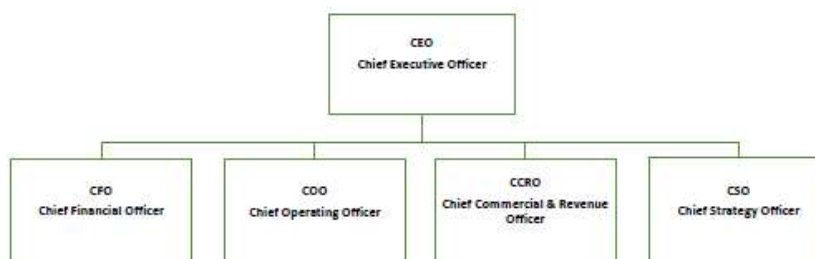 CEO
Chief Executive Officer
CFO
Chief Financial Officer
COO
Chief Operating Officer
CCRO
Chief Commercial & Revenue
Officer
CSO
Chief Strategy Officer